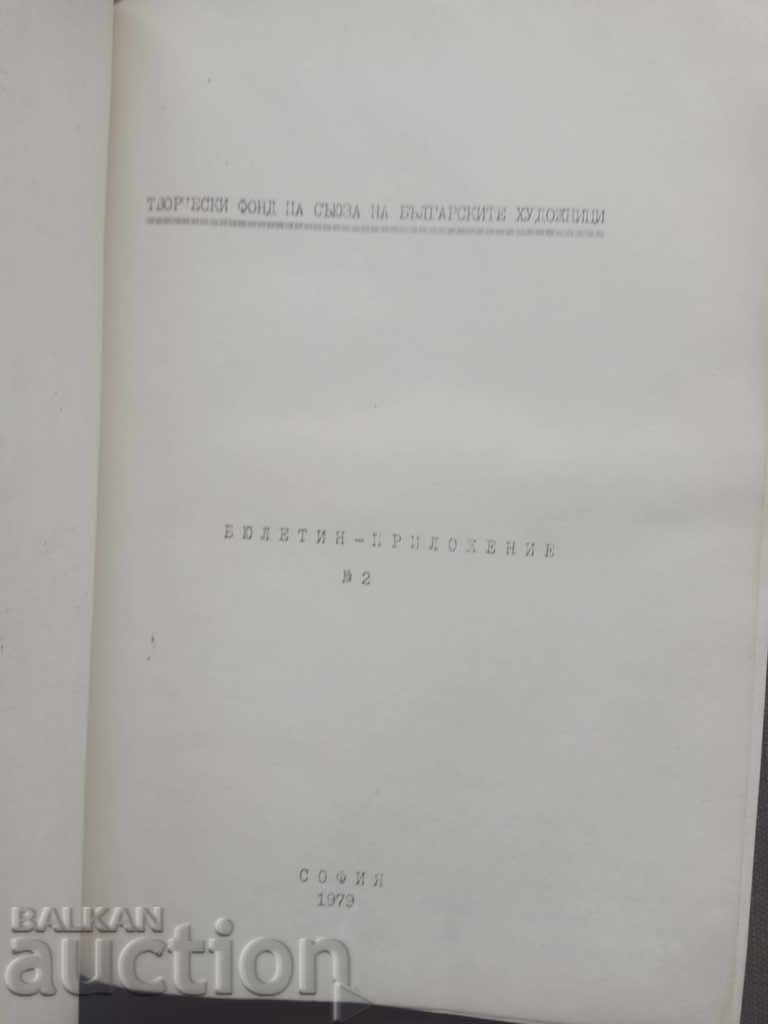 ТВОРЧЕСКИ ФОНД НА СЪЮЗА НА БЪЛГАРСКИТЕ ХУДОЖНИЦИ
БЮЛЕТИН-ПРИЛОЖЕНИЕ
№ 2
СОФИЯ
1979
BALKAN
auction